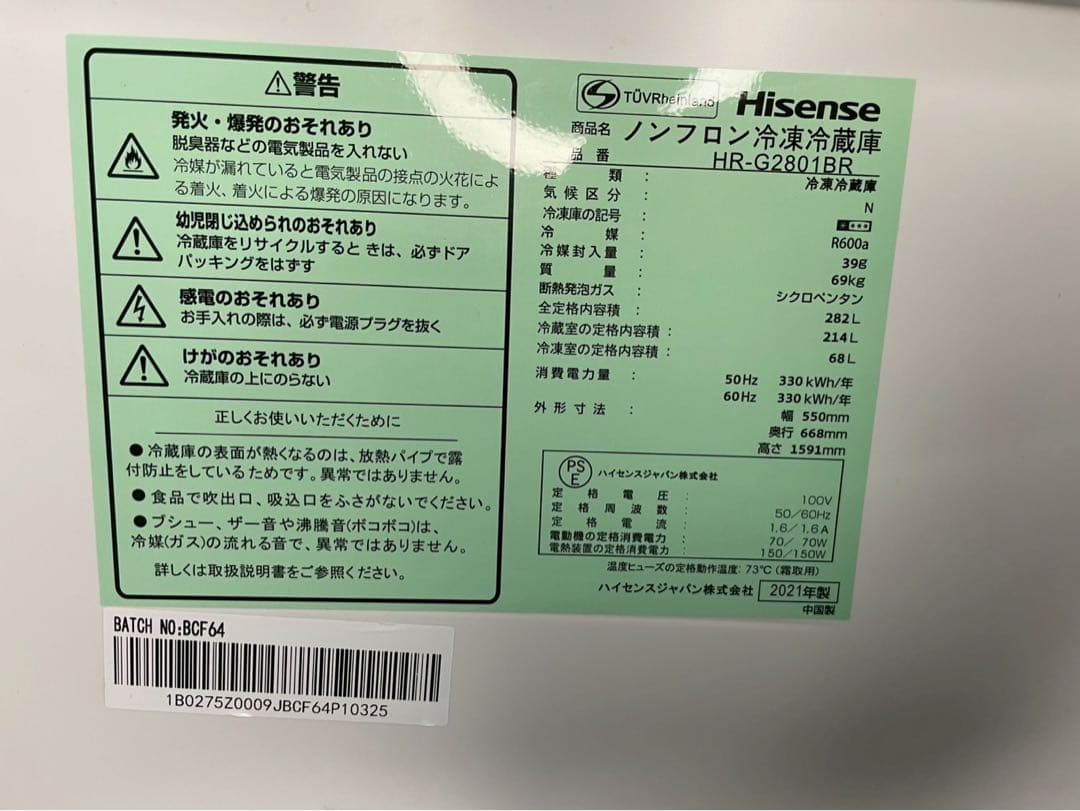 ⚠警告
発火・爆発のおそれあり
脱臭器などの電気製品を入れない
冷媒が漏れていると電気製品の接点の火花によ
る着火、着火による爆発の原因になります。
幼児閉じ込められのおそれあり
冷蔵庫をリサイクルすると きは、必ずドア
パッキングをはずす
感電のおそれあり
お手入れの際は、必ず電源プラグを抜く
けがのおそれあり
冷蔵庫の上にのらない
正しくお使いいただくために
●冷蔵庫の表面が熱くなるのは、放熱パイプで露
付防止をしているためです。異常ではありません。
●食品で吹出口、吸込口をふさがないでください。
●ブシュー、ザー音や沸騰音(ボコボコ)は、
冷媒(ガス)の流れる音で、異常ではありません。
詳しくは取扱説明書をご参照ください。
TÜVRheinland Hisense
商品名 ノンフロン冷凍冷蔵庫
品番 HR-G2801BR
種類: 冷凍冷蔵庫
気候区分: N
冷凍庫の記号:
冷媒: R600a
冷媒封入量: 39g
質量: 69kg
断熱発泡ガス: シクロペンタン
全定格内容積: 282L
冷蔵室の定格内容積: 214L
冷凍室の定格内容積: 68L
消費電力量: 50Hz 330kWh/年
60Hz 330kWh/年
外形寸法: 幅 550mm
奥行 668mm
高さ 1591mm
PSE ハイセンスジャパン株式会社
定格電圧: 100V
定格周波数: 50/60Hz
定格電流: 1.6/1.6A
電動機の定格消費電力: 70/70W
電熱装置の定格消費電力: 150/150W
温度ヒューズの定格動作温度: 73℃(霜取用)
ハイセンスジャパン株式会社 2021年製
中国製
BATCH NO:BCF64
1B0275Z0009JBCF64P10325